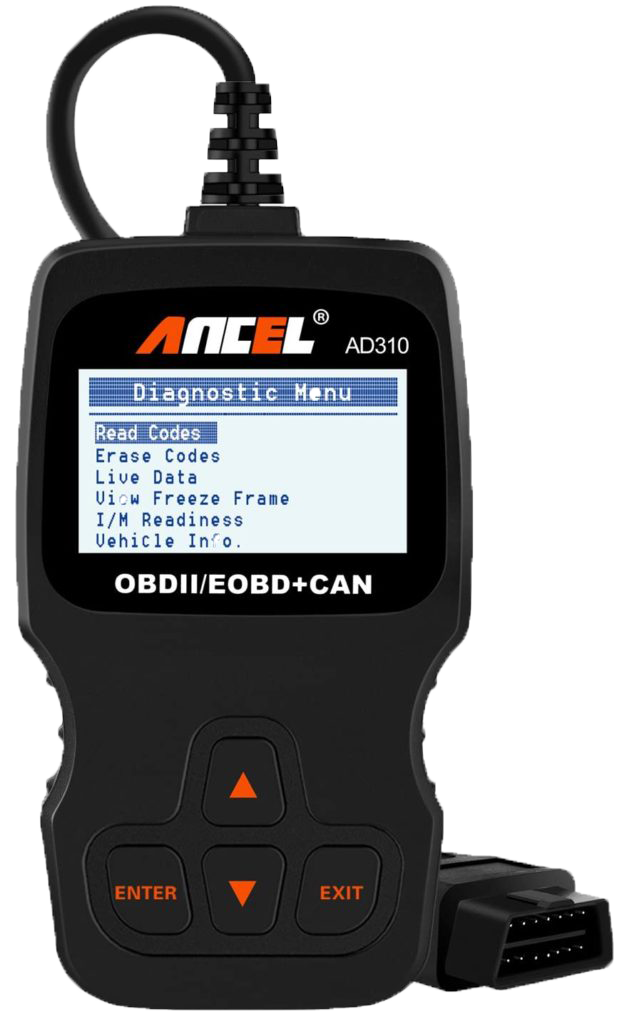 ANCEL®
AD310
Diagnostic Menu
Read Codes
Erase Codes
Live Data
View Freeze Frame
I/M Readiness
Vehicle Info.
OBDII/EOBD+CAN
▲
ENTER ▼ EXIT